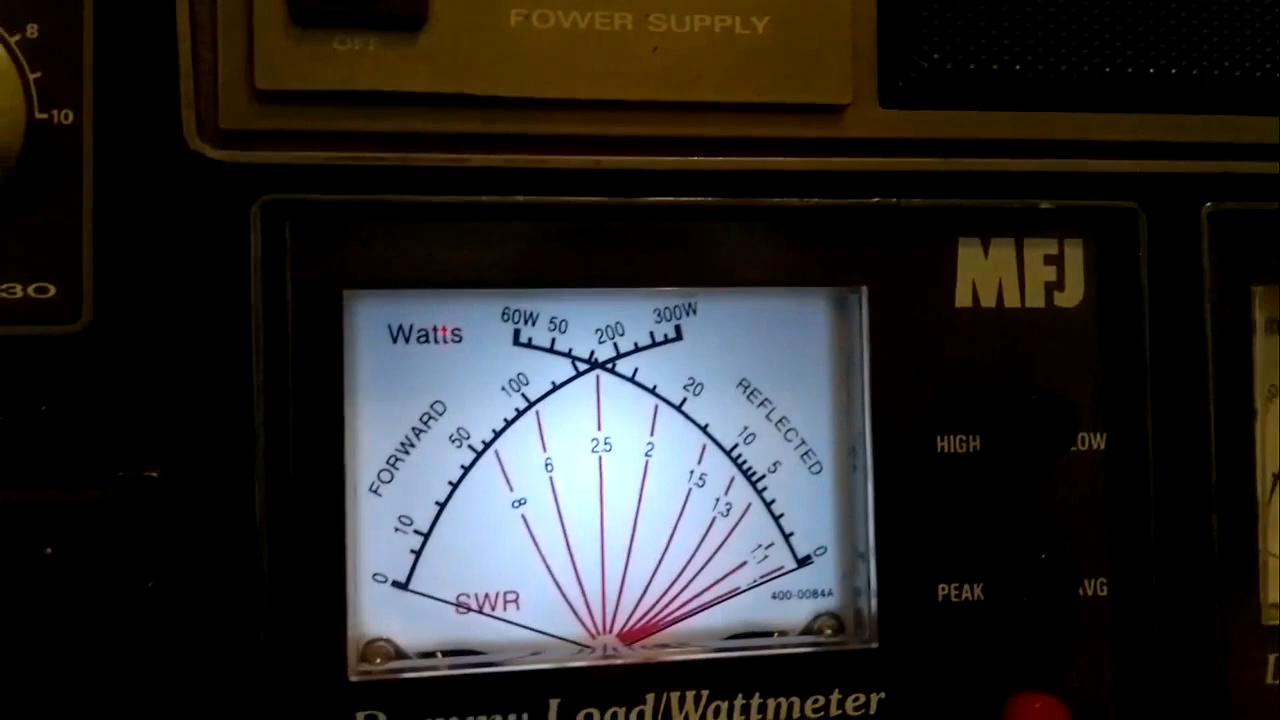 8
OFF
POWER SUPPLY
10
30
MFJ
Watts
60W 50 200 300W
100 20
FORWARD
REFLECTED
50 10
5
2.5 2
6
8 1.5
1.3
10
1.1
1
0 0
SWR
400-0084A
HIGH LOW
PEAK AVG
Dummy Load/Wattmeter